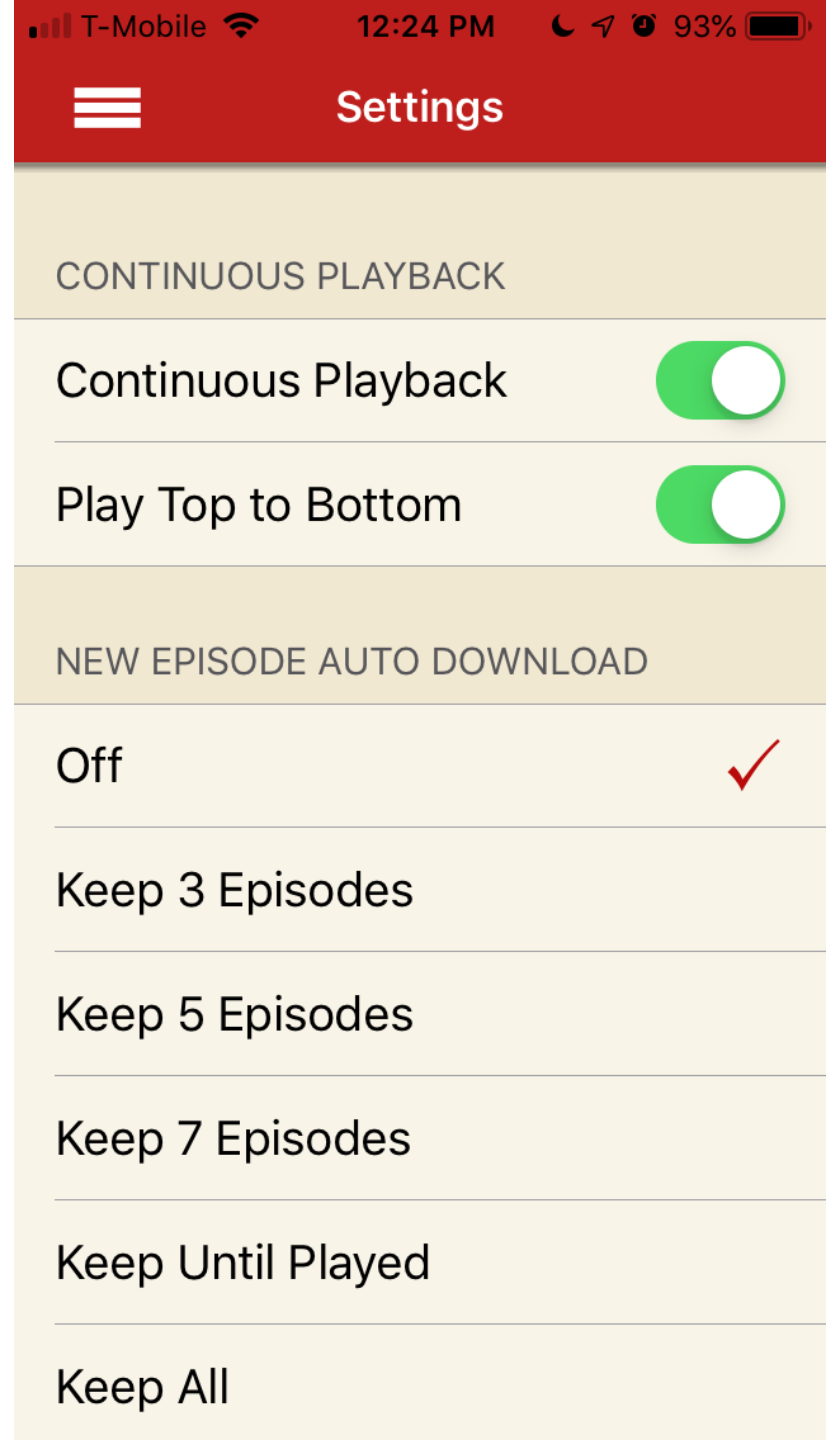 T-Mobile 12:24 PM 93%
Settings
CONTINUOUS PLAYBACK
Continuous Playback
Play Top to Bottom
NEW EPISODE AUTO DOWNLOAD
Off
Keep 3 Episodes
Keep 5 Episodes
Keep 7 Episodes
Keep Until Played
Keep All